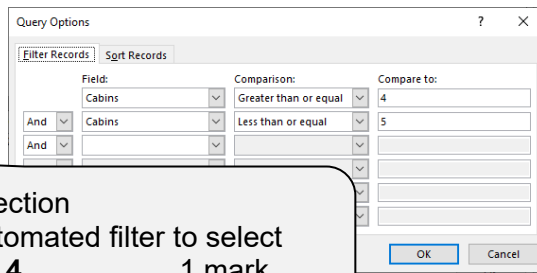 Query Options ? ×
Filter Records Sort Records
Field: Comparison: Compare to:
Cabins Greater than or equal 4
And Cabins Less than or equal 5
And
ection
tomated filter to select
4 1 mark
OK Cancel